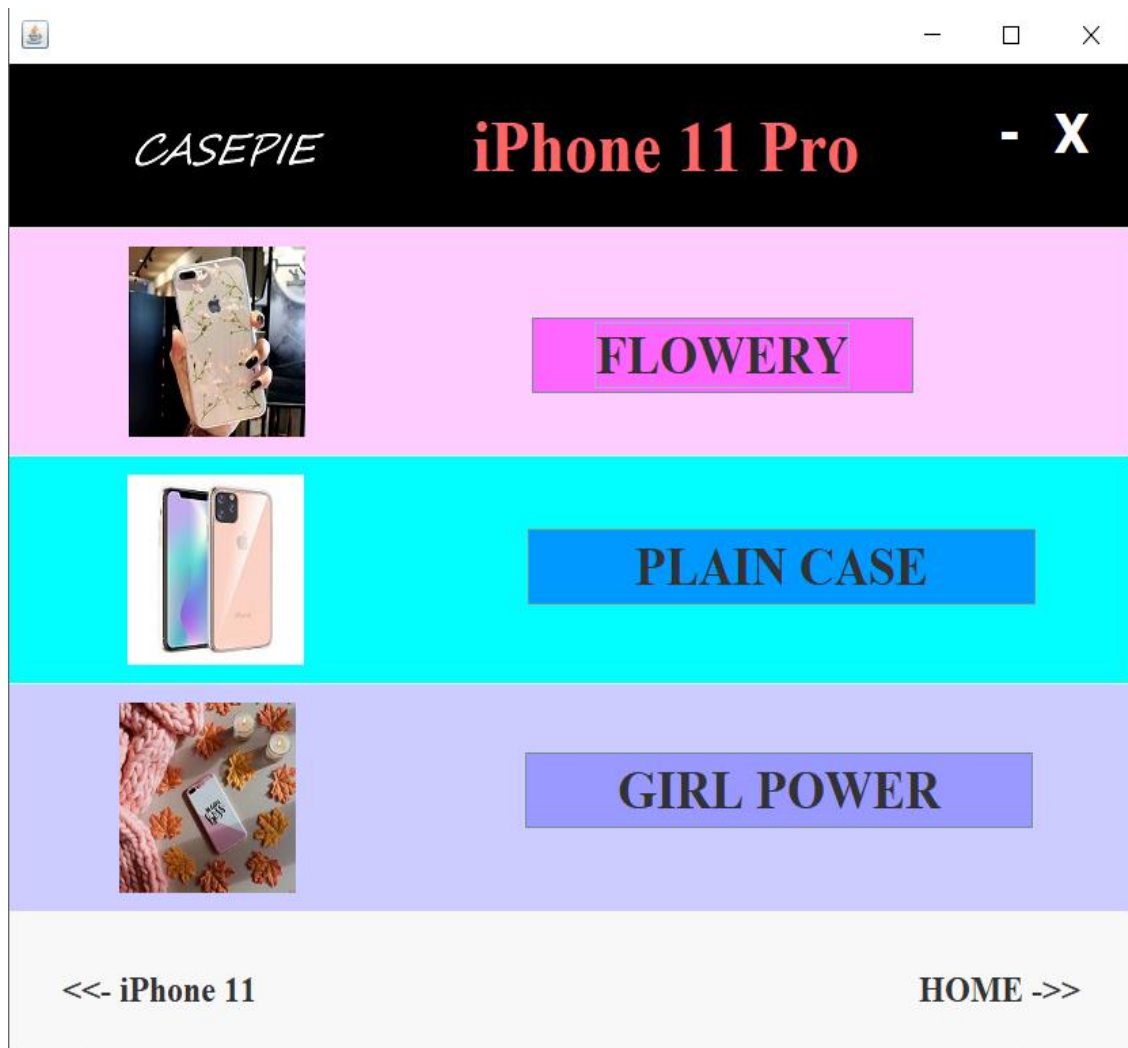 CASEPIE
iPhone 11 Pro
- X
FLOWERY
PLAIN CASE
GIRL POWER
<<- iPhone 11
HOME ->>